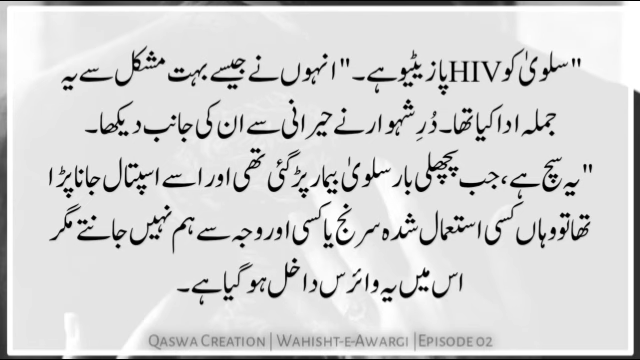 "سلویٰ کو HIV پازیٹیو ہے۔" انہوں نے جیسے بہت مشکل سے یہ
جملہ ادا کیا تھا۔ دُرِ شہوار نے حیرانی سے ان کی جانب دیکھا۔
"یہ سچ ہے، جب پچھلی بار سلویٰ بیمار پڑ گئی تھی اور اسے اسپتال جانا پڑا
تھا تو وہاں کسی استعمال شدہ سرنج یا کسی اور وجہ سے ہم نہیں جانتے مگر
اس میں یہ وائرس داخل ہو گیا ہے۔
Qaswa Creation | Wahisht-e-Awargi | Episode 02